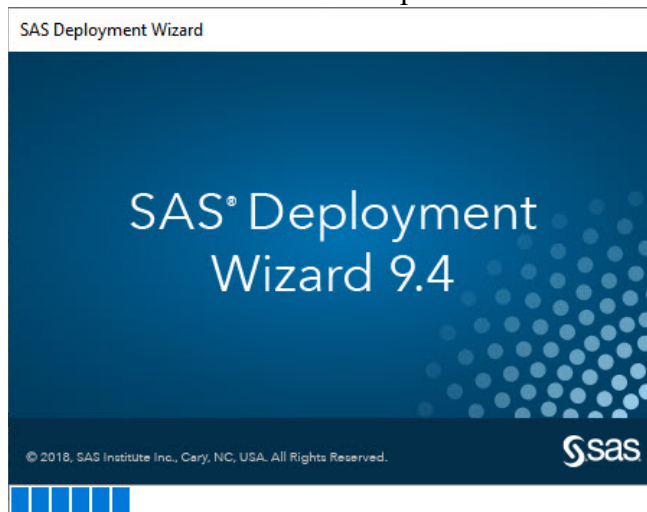 SAS Deployment Wizard
SAS® Deployment
Wizard 9.4
© 2018, SAS Institute Inc., Cary, NC, USA. All Rights Reserved.
sas